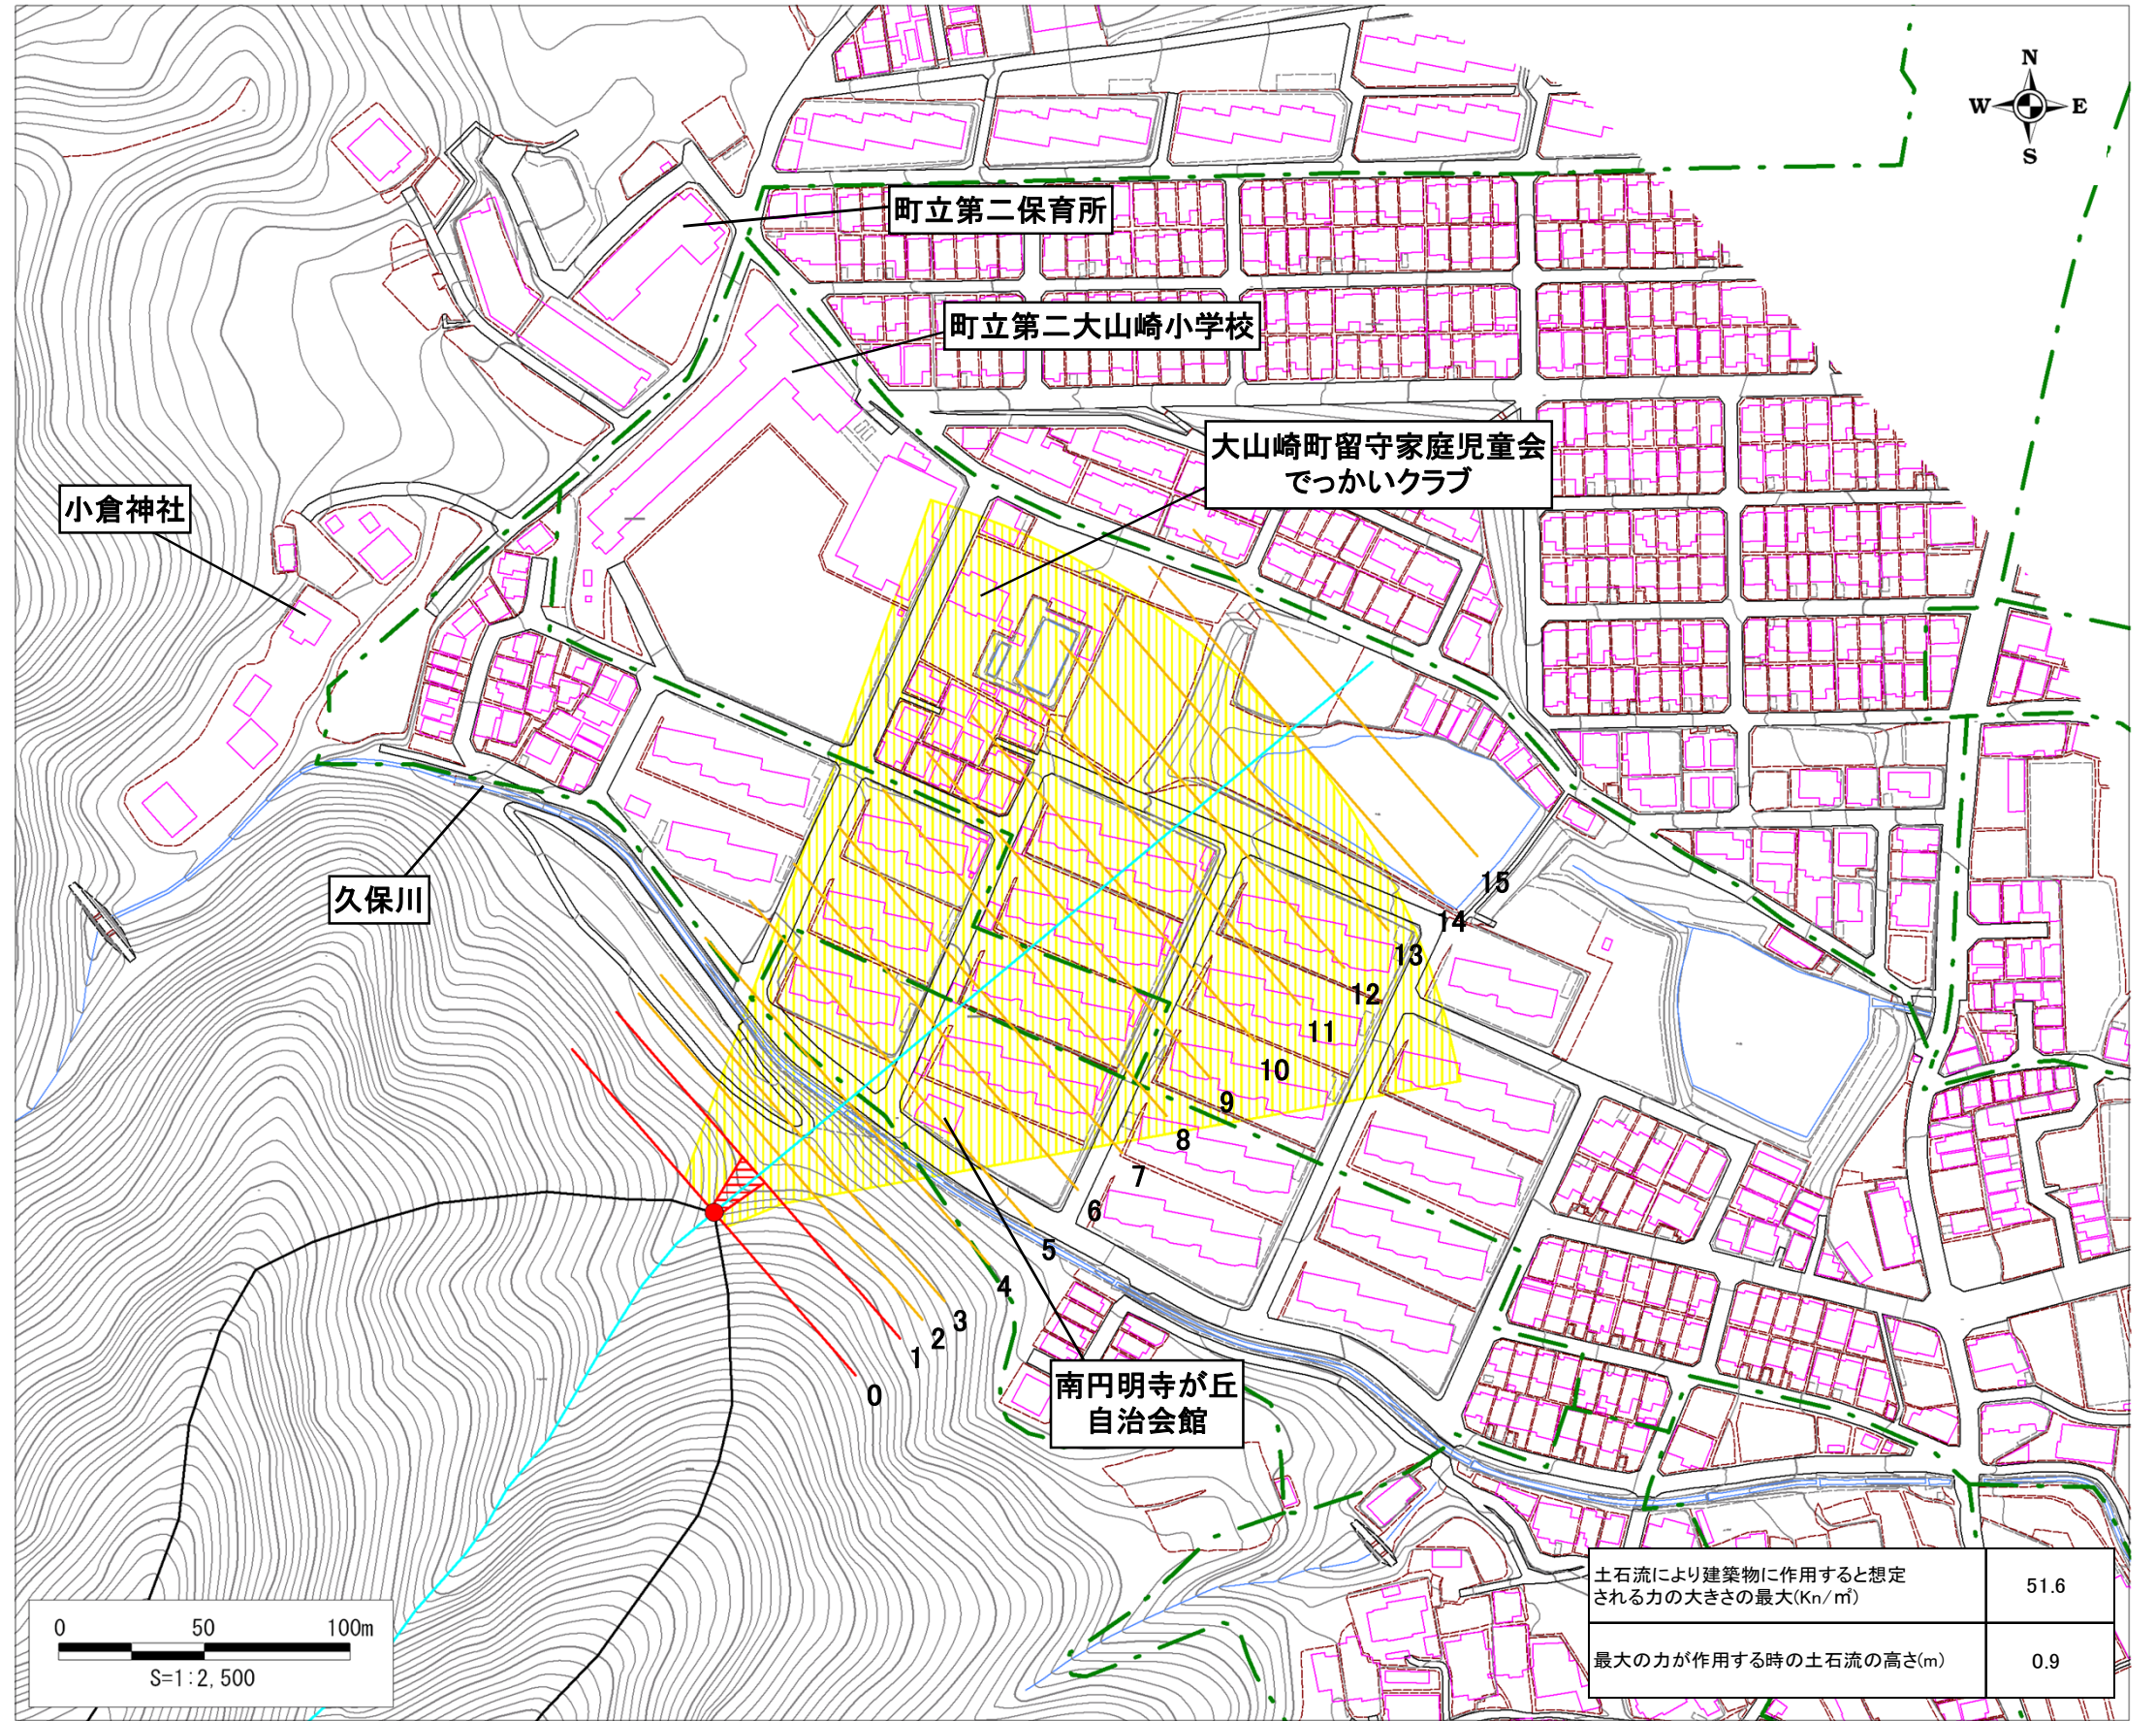 N
W E
S
町立第二保育所
町立第二大山崎小学校
大山崎町留守家庭児童会
でっかいクラブ
小倉神社
久保川
15
14
13
12
11
10
9
8
7
6
5
4
3
2
1
0
南円明寺が丘
自治会館
土石流により建築物に作用すると想定
される力の大きさの最大(Kn/㎡)
51.6
最大の力が作用する時の土石流の高さ(m)
0.9
0 50 100m
S=1:2,500